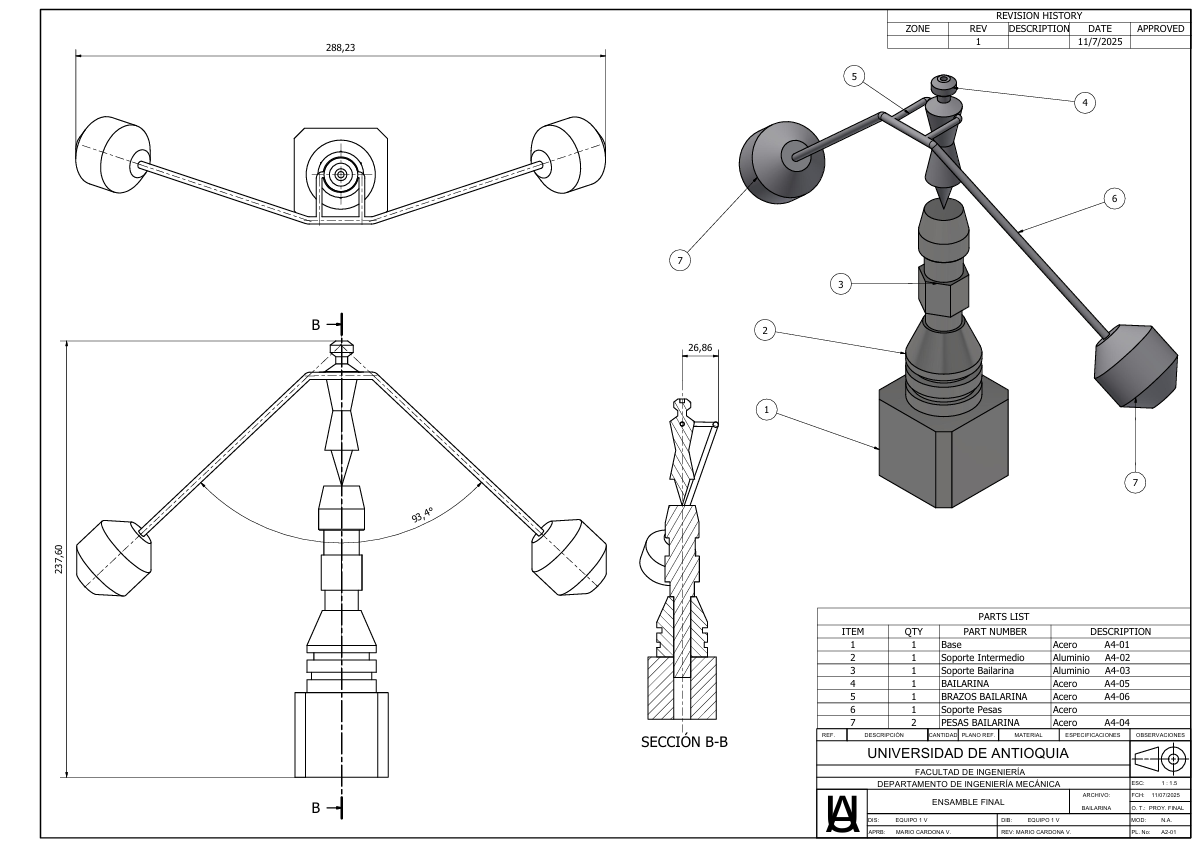 REVISION HISTORY
ZONE REV DESCRIPTION DATE APPROVED
1 11/7/2025
288,23
5
4
7
6
3
2
1
7
B
B
237,60
93,4°
26,86
SECCIÓN B-B
PARTS LIST
ITEM QTY PART NUMBER DESCRIPTION
1 1 Base Acero A4-01
2 1 Soporte Intermedio Aluminio A4-02
3 1 Soporte Bailarina Aluminio A4-03
4 1 BAILARINA Acero A4-05
5 1 BRAZOS BAILARINA Acero A4-06
6 1 Soporte Pesas Acero
7 2 PESAS BAILARINA Acero A4-04
REF. DESCRIPCIÓN CANTIDAD PLANO REF. MATERIAL ESPECIFICACIONES OBSERVACIONES
UNIVERSIDAD DE ANTIOQUIA
FACULTAD DE INGENIERÍA
DEPARTAMENTO DE INGENIERÍA MECÁNICA
ESC: 1 : 1.5
ENSAMBLE FINAL
ARCHIVO:
BAILARINA
FCH: 11/07/2025
O. T.: PROY. FINAL
DIS: EQUIPO 1 V DIB: EQUIPO 1 V MOD: N.A.
APRB: MARIO CARDONA V. REV: MARIO CARDONA V. PL. No: A2-01